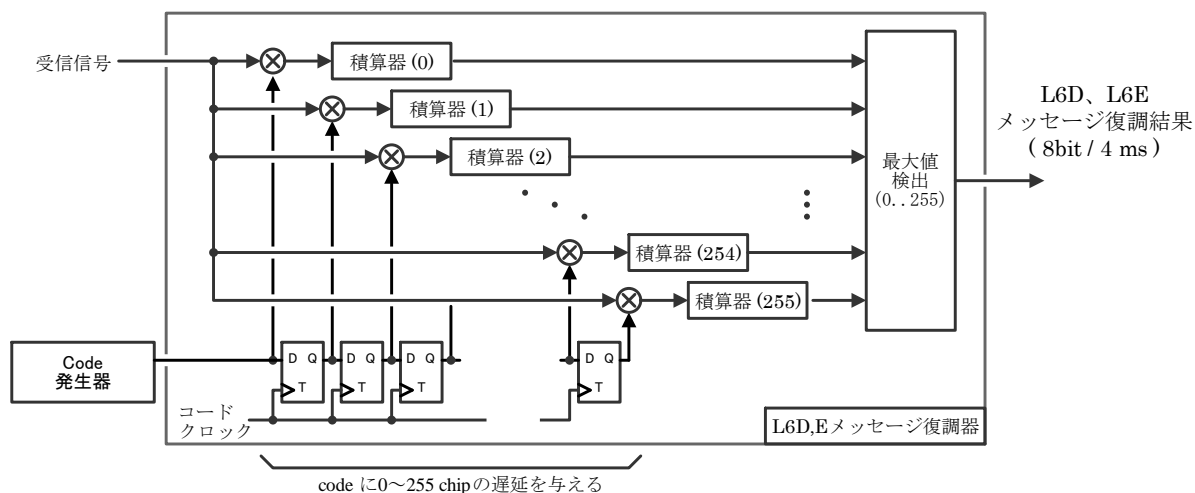 受信信号
積算器 (0)
積算器 (1)
積算器 (2)
積算器 (254)
積算器 (255)
最大値
検出
(0..255)
L6D、L6E
メッセージ復調結果
( 8bit / 4 ms )
Code
発生器
D Q
T
D Q
T
D Q
T
D Q
T
コード
クロック
L6D,Eメッセージ復調器
code に0～255 chipの遅延を与える